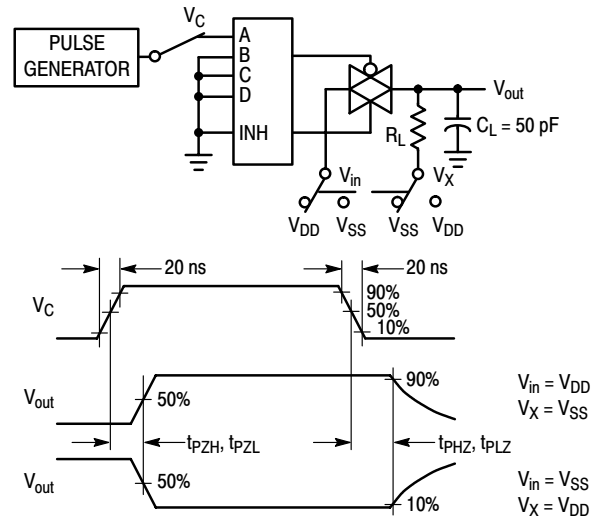 V_C
PULSE
GENERATOR
A
B
C
D
INH
V_out
R_L
C_L = 50 pF
V_in
V_X
V_DD
V_SS
V_SS
V_DD
20 ns
20 ns
V_C
90%
50%
10%
V_out
50%
90%
V_in = V_DD
V_X = V_SS
t_PZH, t_PZL
t_PHZ, t_PLZ
V_out
50%
10%
V_in = V_SS
V_X = V_DD